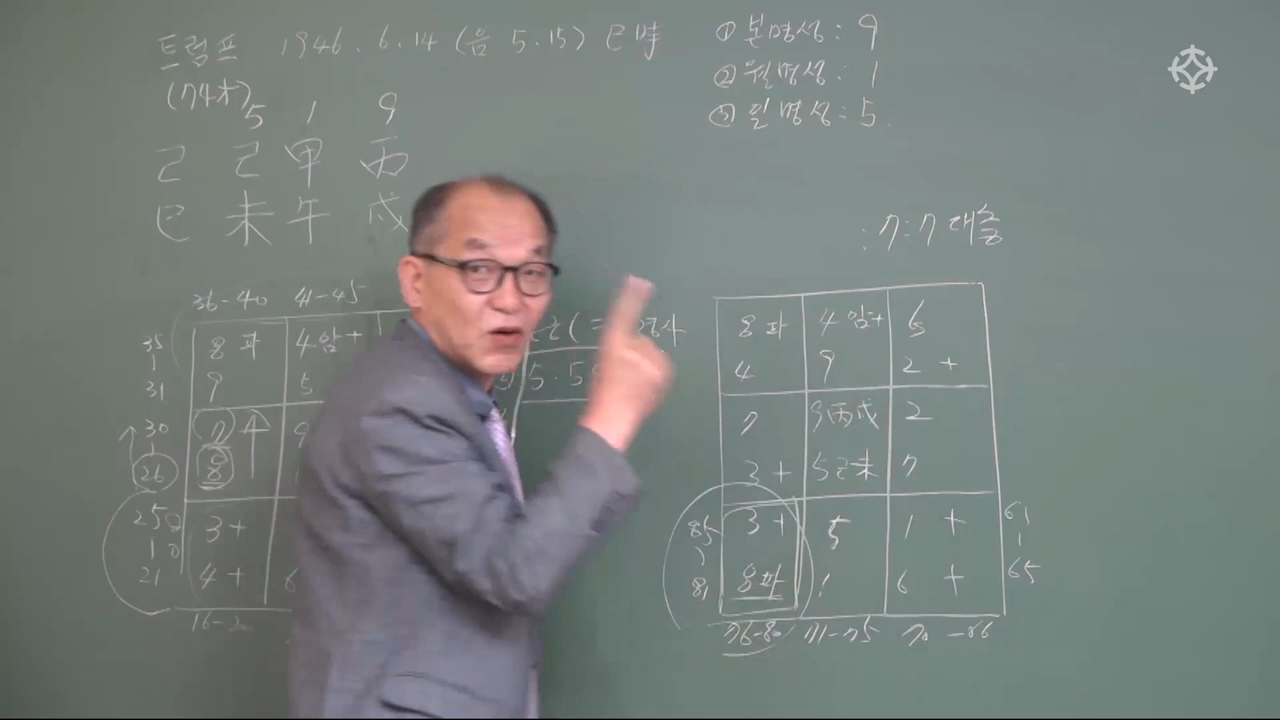 트럼프 1946.6.14 (음 5.15) 巳時
(74才)
5 1 9
己 己 甲 丙
巳 未 午 戌
① 본명성 : 9
② 월명성 : 1
③ 일명성 : 5
: 7:7 대충
36-40 41-45
35 31
8 파 4 암+
9 5
30 26
7
8
25 21
3 +
4 + 6
16-20
5.5
8 파 4 암+ 6
4 9 2 +
7 9 丙戌 2
3 + 5 己未 7
85 81
3 + 5 1 +
8 파 1 6 +
61 65
76-80 71-75 70-66